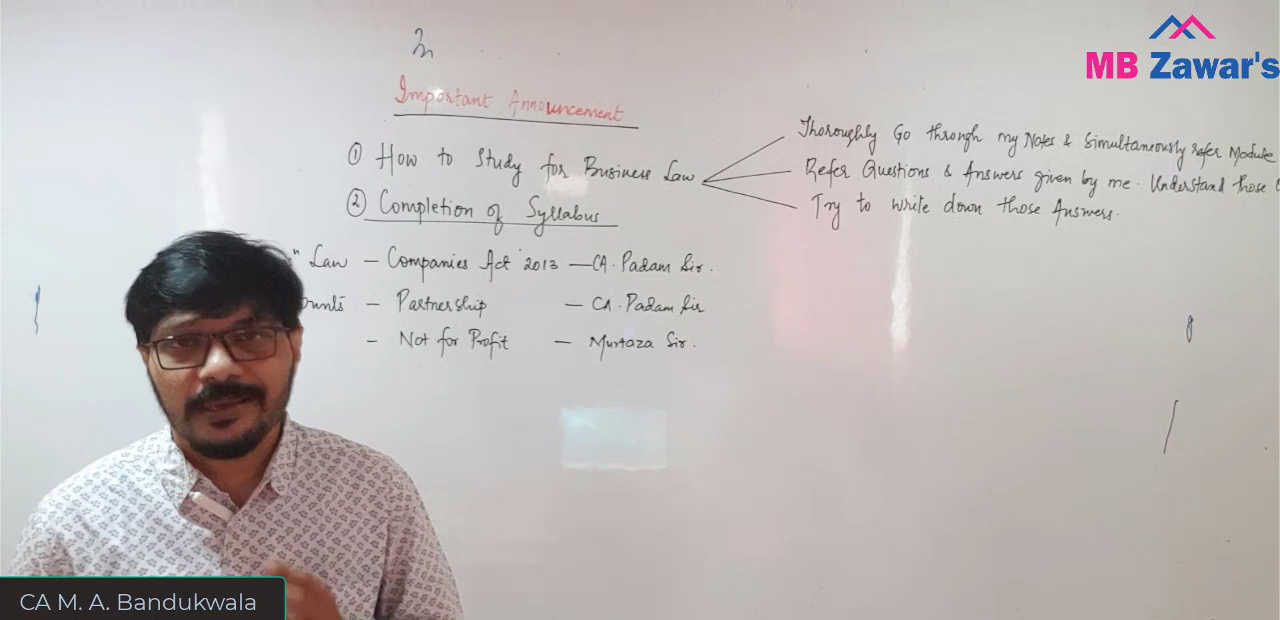 MB Zawar's
Important Announcement
① How to Study for Business Law
Thoroughly Go through my Notes & Simultaneously refer Module
Refer Questions & Answers given by me. Understand those
Try to write down those Answers.
② Completion of Syllabus
Law — Companies Act 2013 — CA. Padam Sir.
— Partnership — CA. Padam Sir
— Not for Profit — Murtaza Sir.
CA M. A. Bandukwala